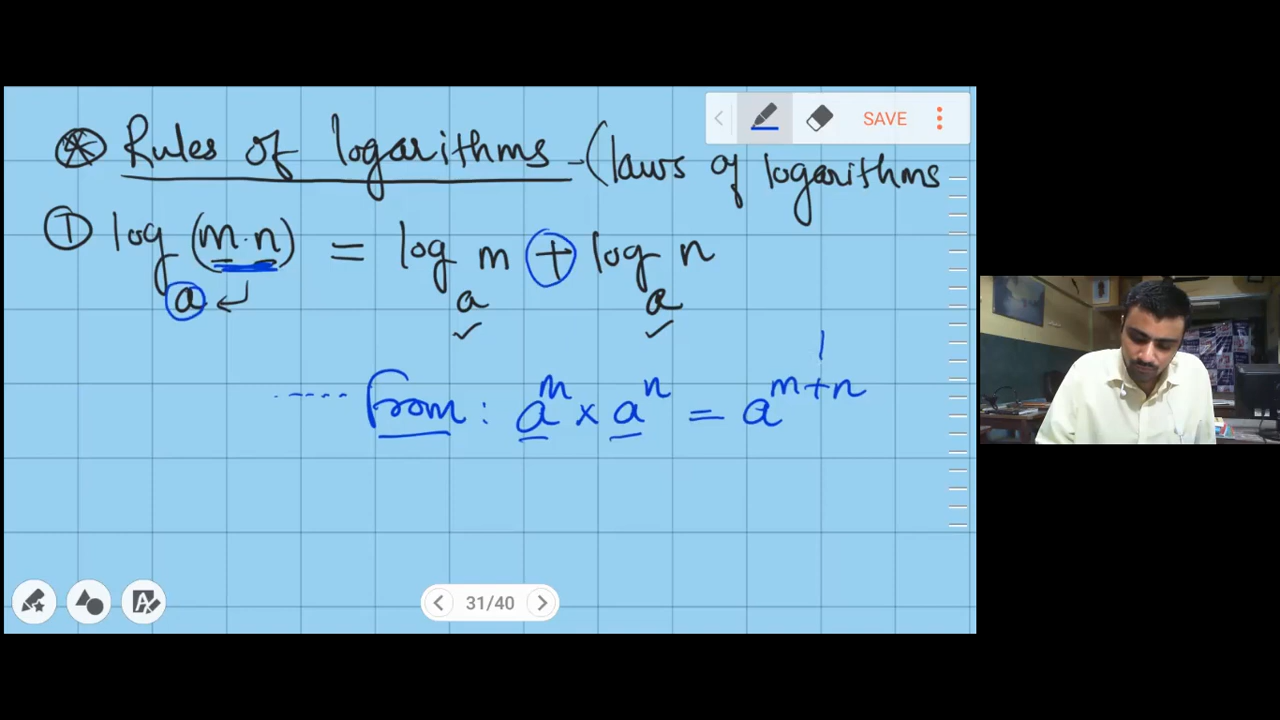 ⊛ Rules of logarithms - (laws of logarithms
SAVE
① log (m·n) = log m + log n
a a a
---- From: a^m × a^n = a^m+n
31/40